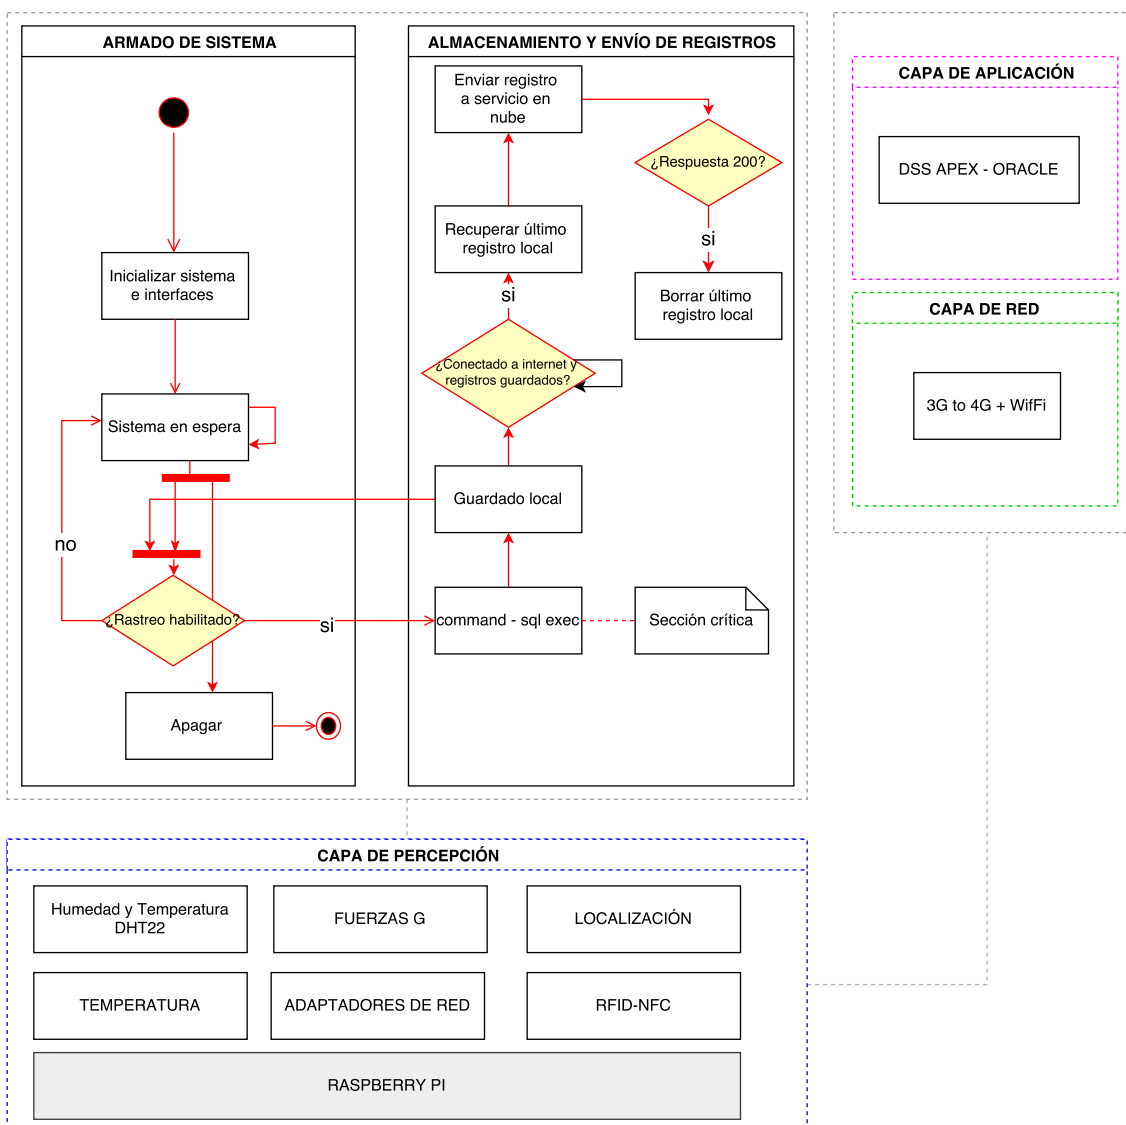 ARMADO DE SISTEMA
Inicializar sistema
e interfaces
Sistema en espera
no
¿Rastreo habilitado?
si
Apagar
ALMACENAMIENTO Y ENVÍO DE REGISTROS
Enviar registro
a servicio en
nube
¿Respuesta 200?
si
Borrar último
registro local
Recuperar último
registro local
si
¿Conectado a internet y
registros guardados?
Guardado local
command - sql exec
Sección crítica
CAPA DE APLICACIÓN
DSS APEX - ORACLE
CAPA DE RED
3G to 4G + WifFi
CAPA DE PERCEPCIÓN
Humedad y Temperatura
DHT22
FUERZAS G
LOCALIZACIÓN
TEMPERATURA
ADAPTADORES DE RED
RFID-NFC
RASPBERRY PI